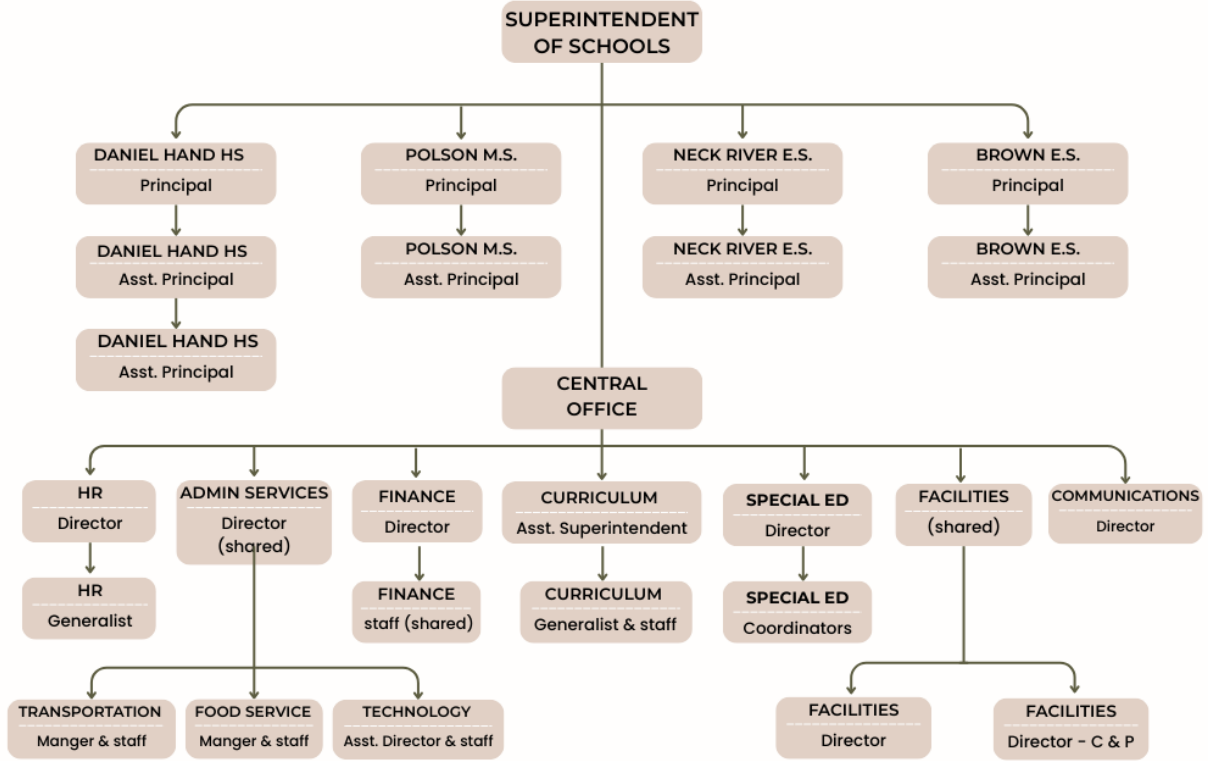 SUPERINTENDENT
OF SCHOOLS
DANIEL HAND HS
Principal
POLSON M.S.
Principal
NECK RIVER E.S.
Principal
BROWN E.S.
Principal
DANIEL HAND HS
Asst. Principal
POLSON M.S.
Asst. Principal
NECK RIVER E.S.
Asst. Principal
BROWN E.S.
Asst. Principal
DANIEL HAND HS
Asst. Principal
CENTRAL
OFFICE
HR
Director
ADMIN SERVICES
Director
(shared)
FINANCE
Director
CURRICULUM
Asst. Superintendent
SPECIAL ED
Director
FACILITIES
(shared)
COMMUNICATIONS
Director
HR
Generalist
FINANCE
staff (shared)
CURRICULUM
Generalist & staff
SPECIAL ED
Coordinators
TRANSPORTATION
Manger & staff
FOOD SERVICE
Manger & staff
TECHNOLOGY
Asst. Director & staff
FACILITIES
Director
FACILITIES
Director - C & P